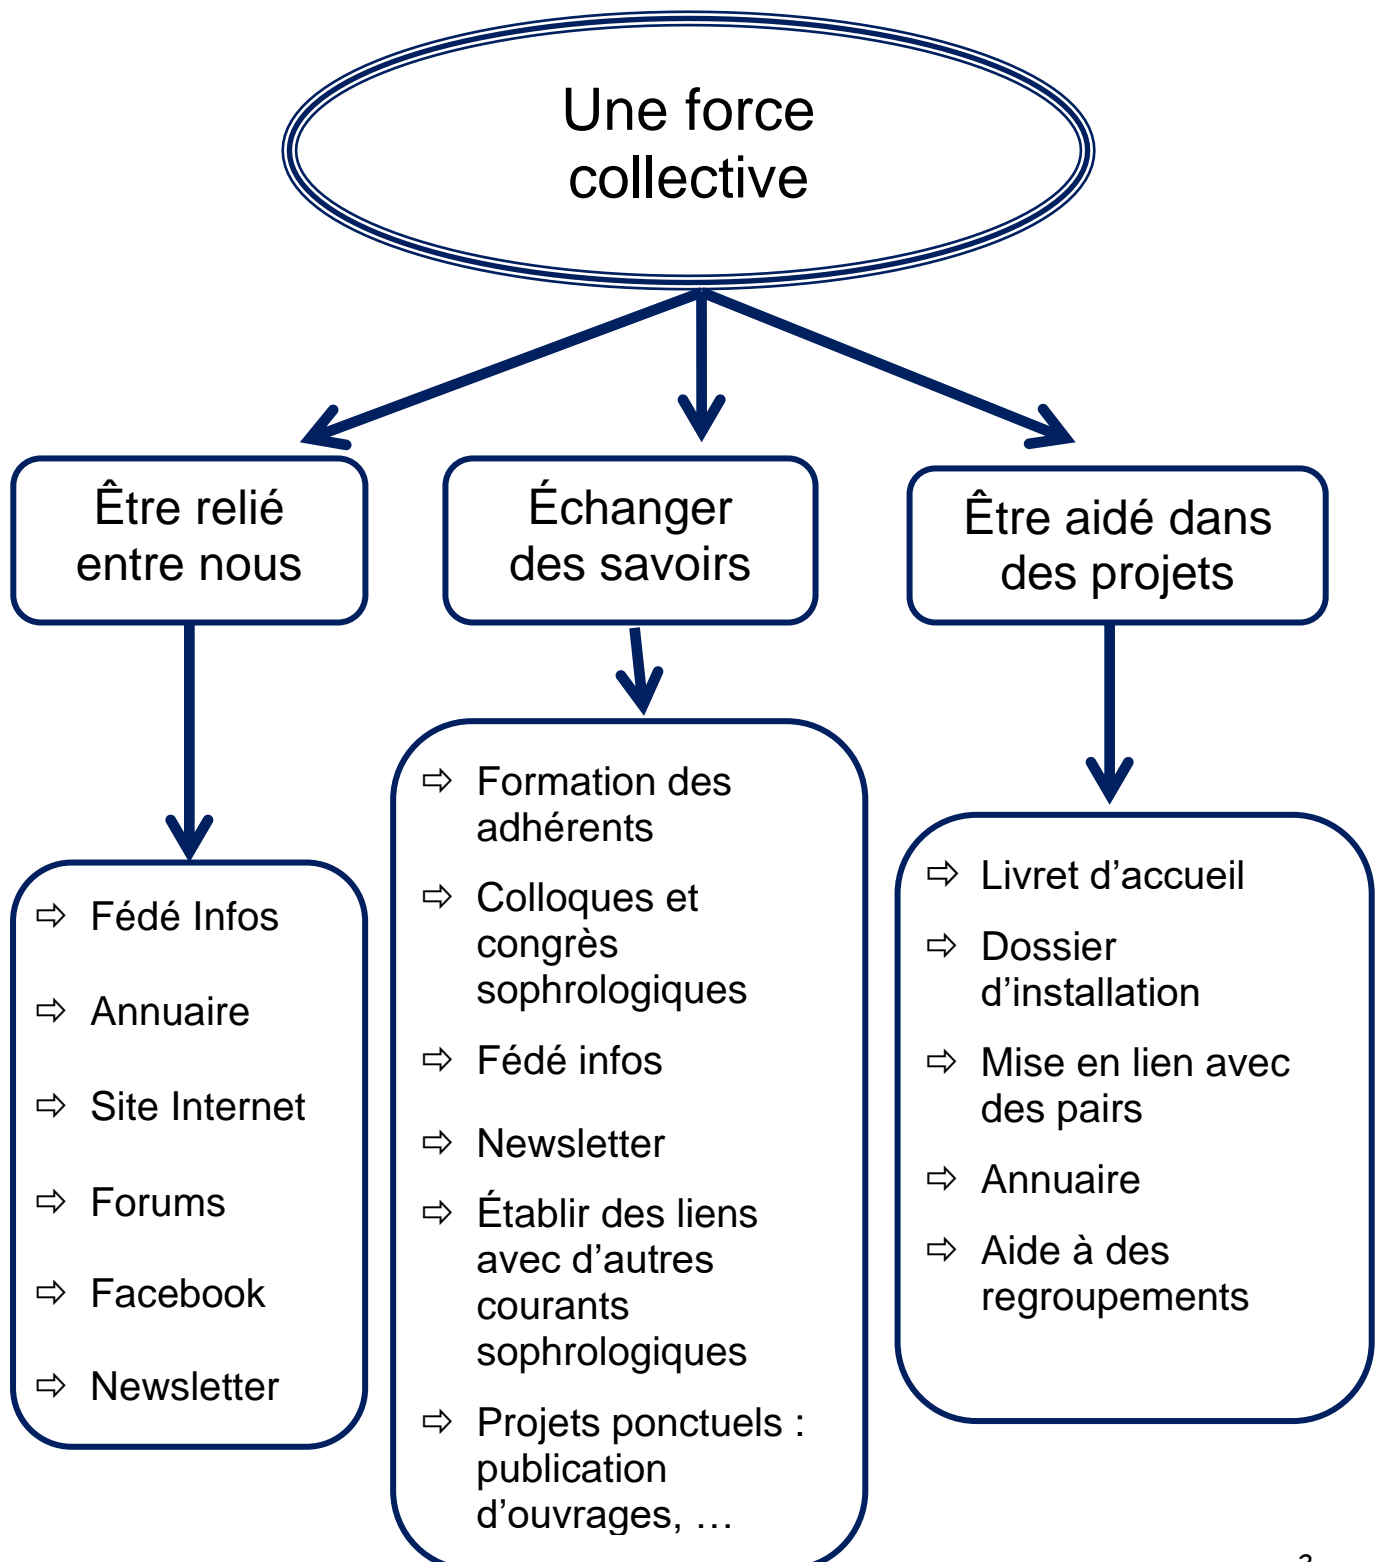 Une force
collective
Être relié
entre nous
Échanger
des savoirs
Être aidé dans
des projets
⇨ Fédé Infos
⇨ Annuaire
⇨ Site Internet
⇨ Forums
⇨ Facebook
⇨ Newsletter
⇨ Formation des
adhérents
⇨ Colloques et
congrès
sophrologiques
⇨ Fédé infos
⇨ Newsletter
⇨ Établir des liens
avec d’autres
courants
sophrologiques
⇨ Projets ponctuels :
publication
d’ouvrages, …
⇨ Livret d’accueil
⇨ Dossier
d’installation
⇨ Mise en lien avec
des pairs
⇨ Annuaire
⇨ Aide à des
regroupements